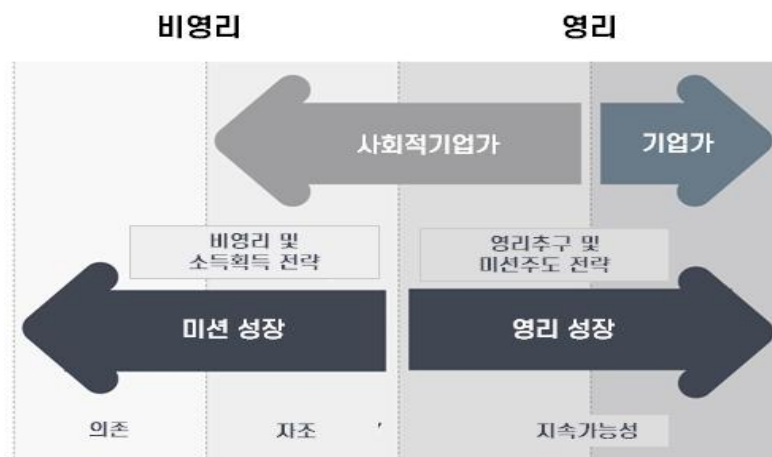 비영리
영리
사회적기업가
기업가
비영리 및
소득획득 전략
영리추구 및
미션주도 전략
미션 성장
영리 성장
의존
자조
지속가능성